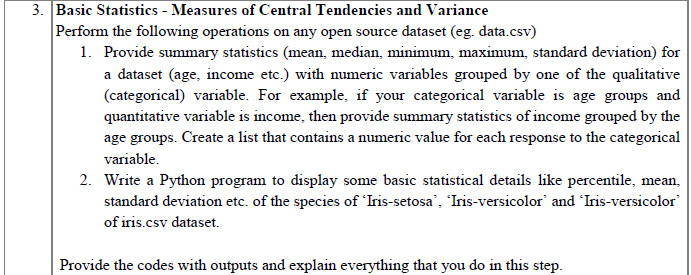 3. Basic Statistics - Measures of Central Tendencies and Variance
Perform the following operations on any open source dataset (eg. data.csv)
1. Provide summary statistics (mean, median, minimum, maximum, standard deviation) for
a dataset (age, income etc.) with numeric variables grouped by one of the qualitative
(categorical) variable. For example, if your categorical variable is age groups and
quantitative variable is income, then provide summary statistics of income grouped by the
age groups. Create a list that contains a numeric value for each response to the categorical
variable.
2. Write a Python program to display some basic statistical details like percentile, mean,
standard deviation etc. of the species of ‘Iris-setosa’, ‘Iris-versicolor’ and ‘Iris-versicolor’
of iris.csv dataset.
Provide the codes with outputs and explain everything that you do in this step.